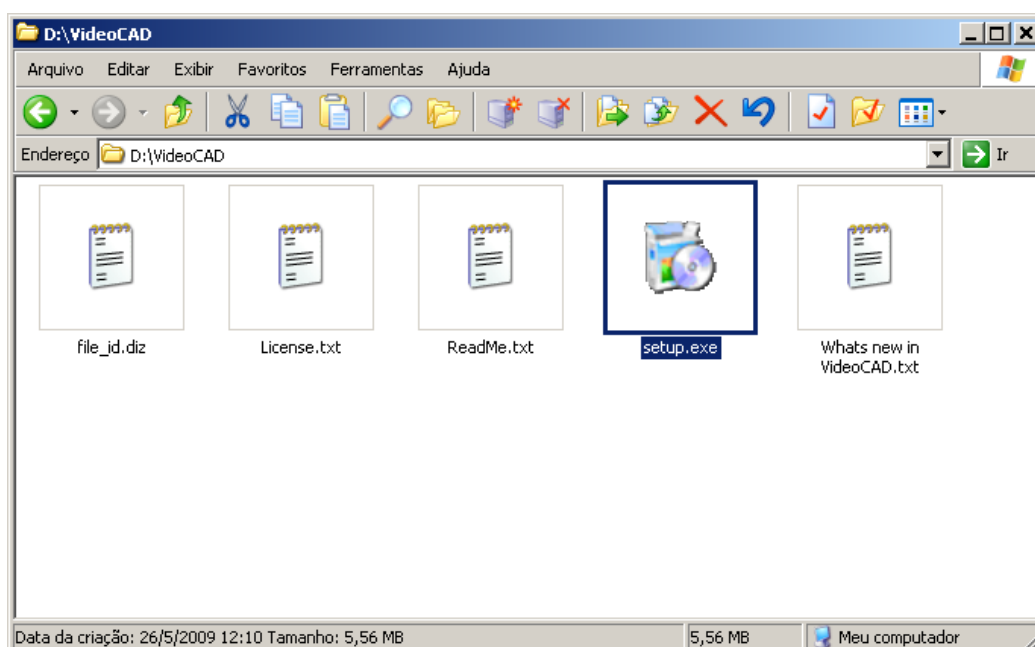 D:\VideoCAD
Arquivo Editar Exibir Favoritos Ferramentas Ajuda
Endereço D:\VideoCAD Ir
file_id.diz License.txt ReadMe.txt setup.exe Whats new in
VideoCAD.txt
Data da criação: 26/5/2009 12:10 Tamanho: 5,56 MB 5,56 MB Meu computador